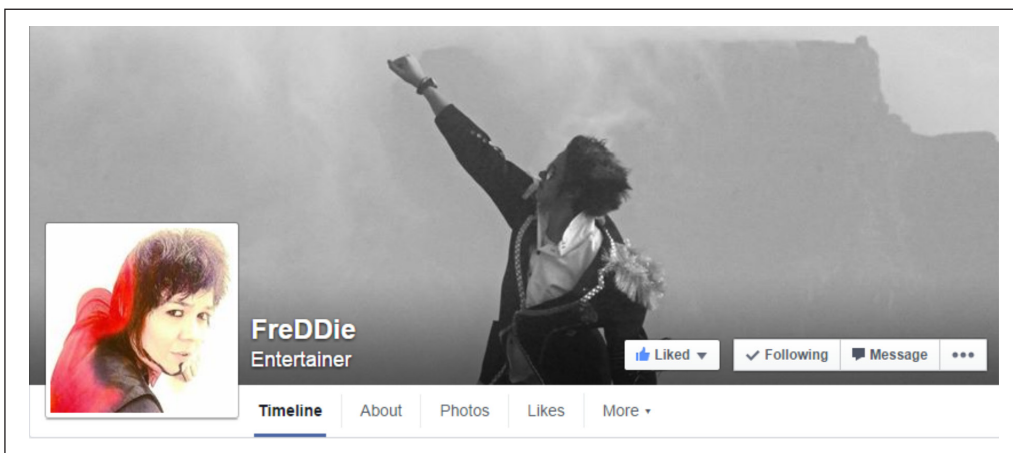 FreDDie
Entertainer
Liked
Following
Message
Timeline
About
Photos
Likes
More